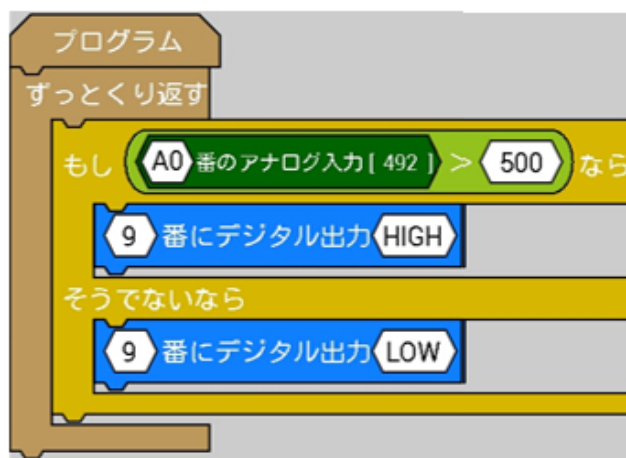 プログラム
ずっとくり返す
もし A0 番のアナログ入力 [ 492 ] > 500 なら
9 番にデジタル出力 HIGH
そうでないなら
9 番にデジタル出力 LOW